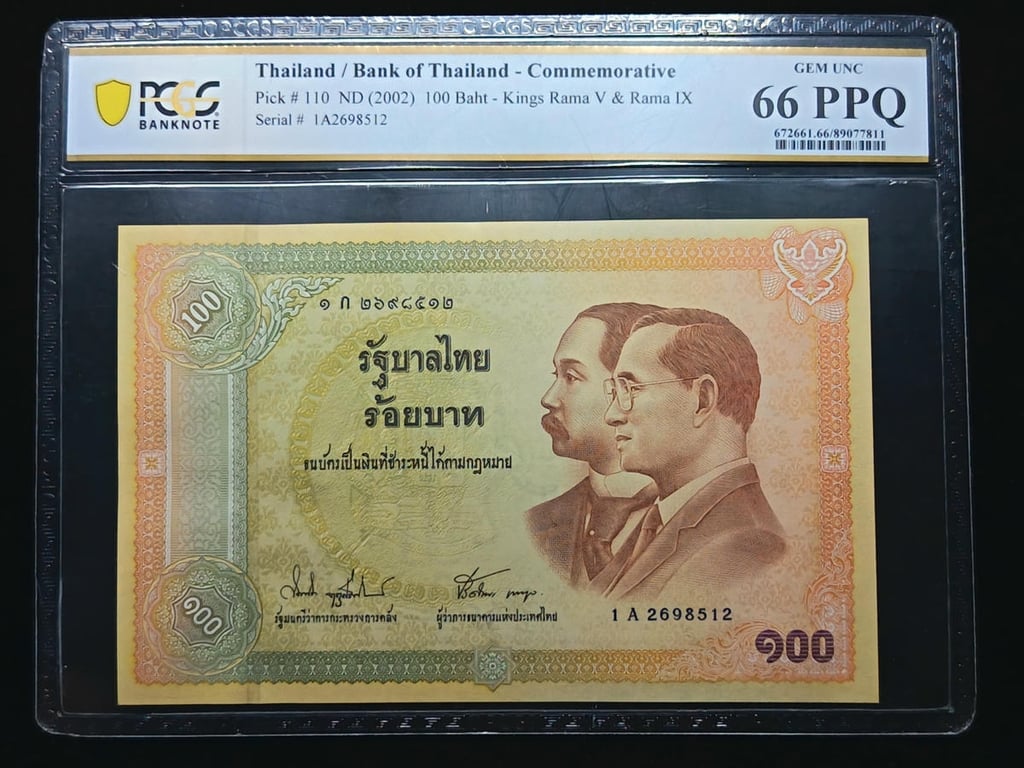 PCGS
BANKNOTE
Thailand / Bank of Thailand - Commemorative
Pick # 110 ND (2002) 100 Baht - Kings Rama V & Rama IX
Serial # 1A2698512
GEM UNC
66 PPQ
672661.66/89077811
100
๑ ก ๒๖๙๘๕๑๒
รัฐบาลไทย
ร้อยบาท
ธนบัตรเป็นเงินที่ชำระหนี้ได้ตามกฎหมาย
รัฐมนตรีว่าการกระทรวงการคลัง
ผู้ว่าการธนาคารแห่งประเทศไทย
1 A 2698512
๑๐๐
๑๐๐